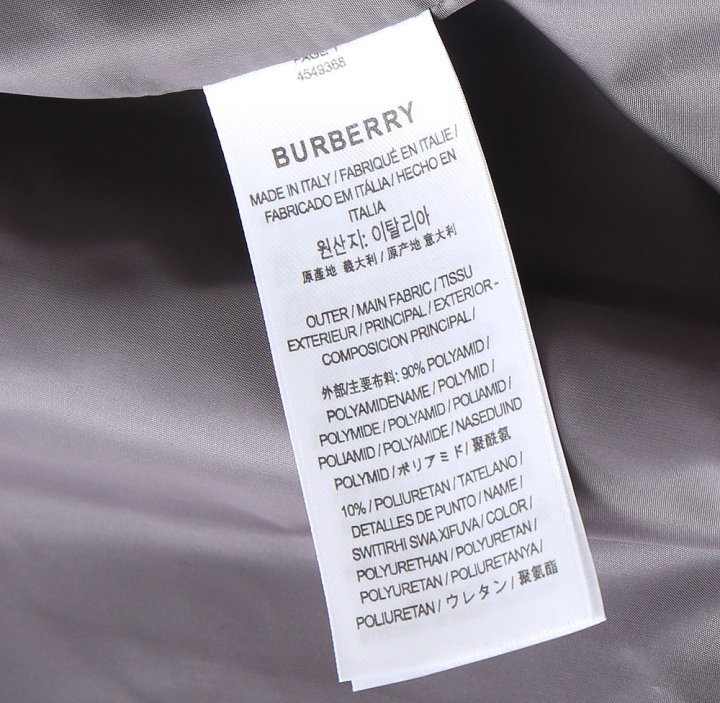 PAGE. 1
4549368
BURBERRY
MADE IN ITALY / FABRIQUÉ EN ITALIE /
FABRICADO EM ITÁLIA / HECHO EN
ITALIA
원산지: 이탈리아
原產地 義大利 / 原产地 意大利
OUTER / MAIN FABRIC / TISSU
EXTERIEUR / PRINCIPAL / EXTERIOR -
COMPOSICION PRINCIPAL /
外部/主要布料: 90% POLYAMID /
POLYAMIDENAME / POLYMID /
POLYMIDE / POLYAMID / POLIAMID /
POLIAMID / POLYAMIDE / NASEDUIND
POLYMID / ポリアミド / 聚酰氨
10% / POLIURETAN / TATELANO /
DETALLES DE PUNTO / NAME /
SWITIRHI SWA XIFUVA / COLOR /
POLYURETHAN / POLYURETAN /
POLYURETAN / POLIURETANYA /
POLIURETAN / ウレタン / 聚氨酯